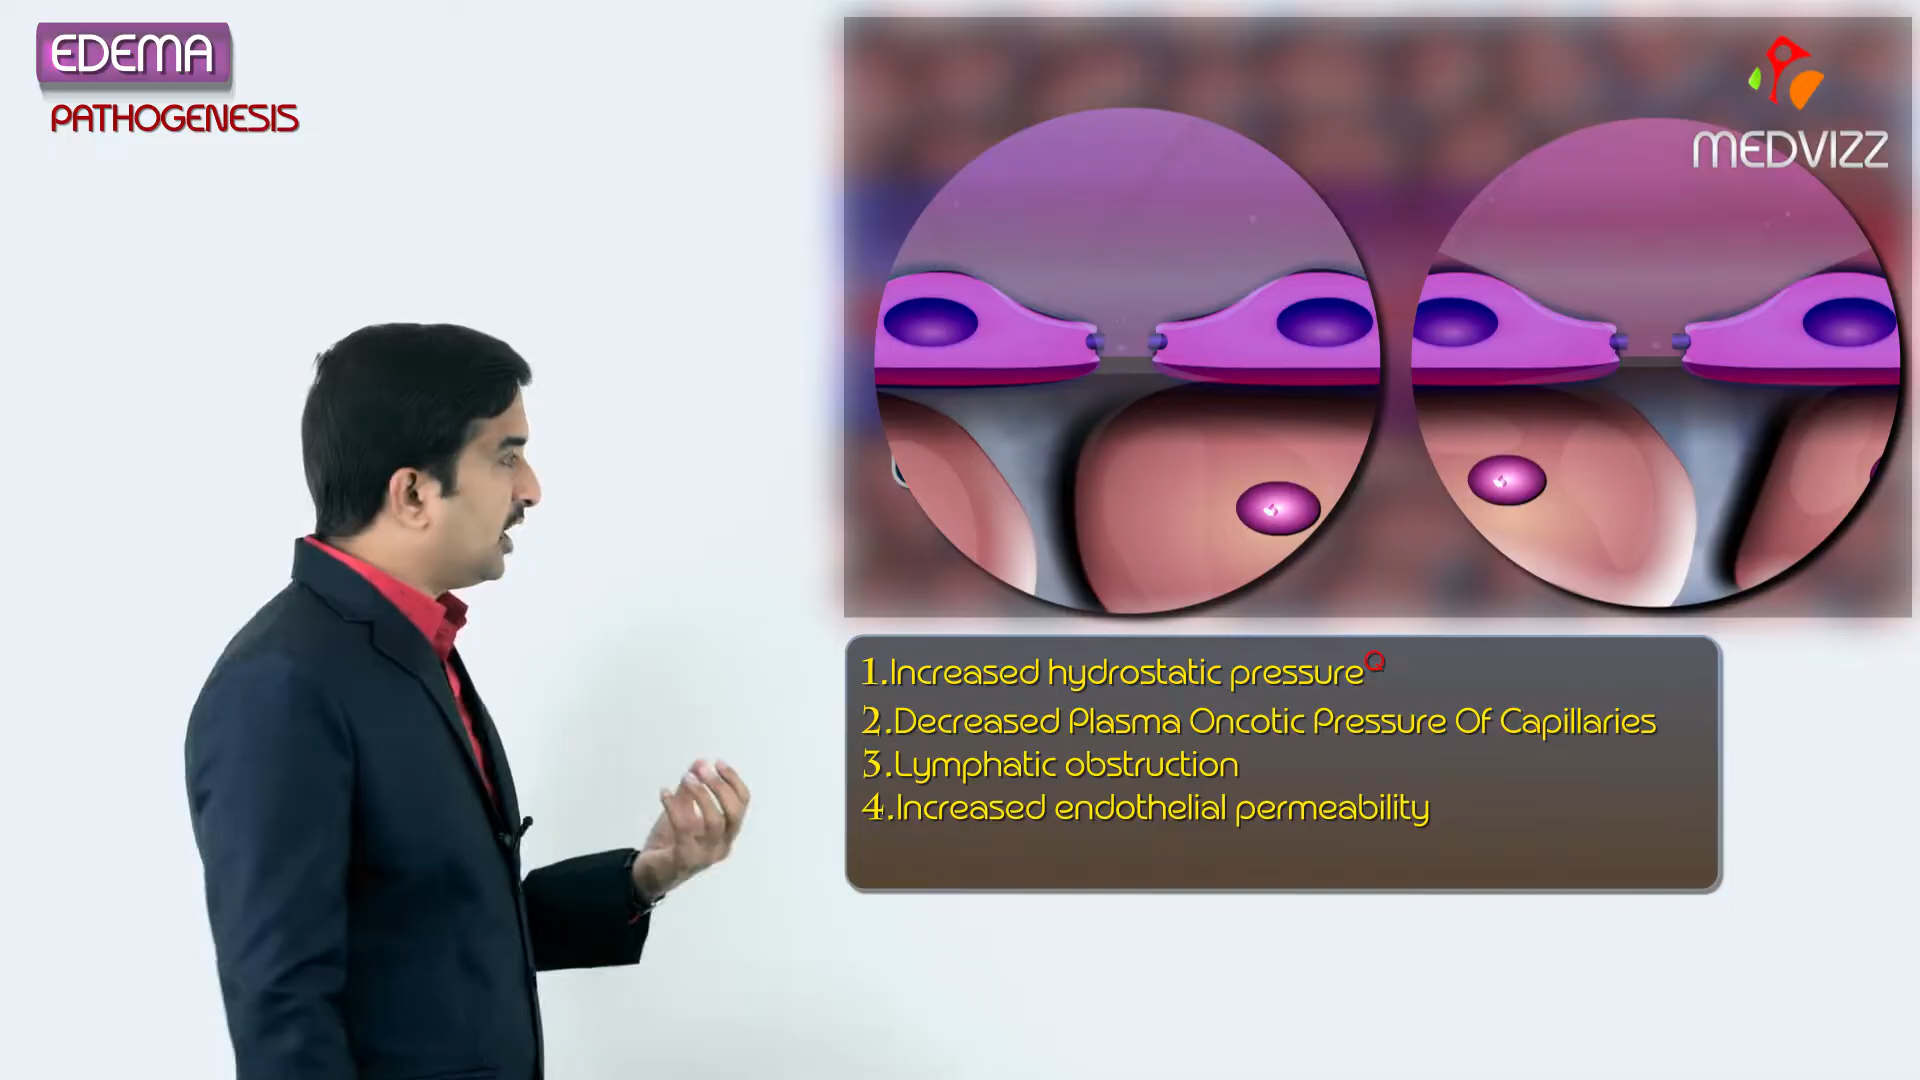 EDEMA
PATHOGENESIS
MEDVIZZ
1.Increased hydrostatic pressureQ
2.Decreased Plasma Oncotic Pressure Of Capillaries
3.Lymphatic obstruction
4.Increased endothelial permeability